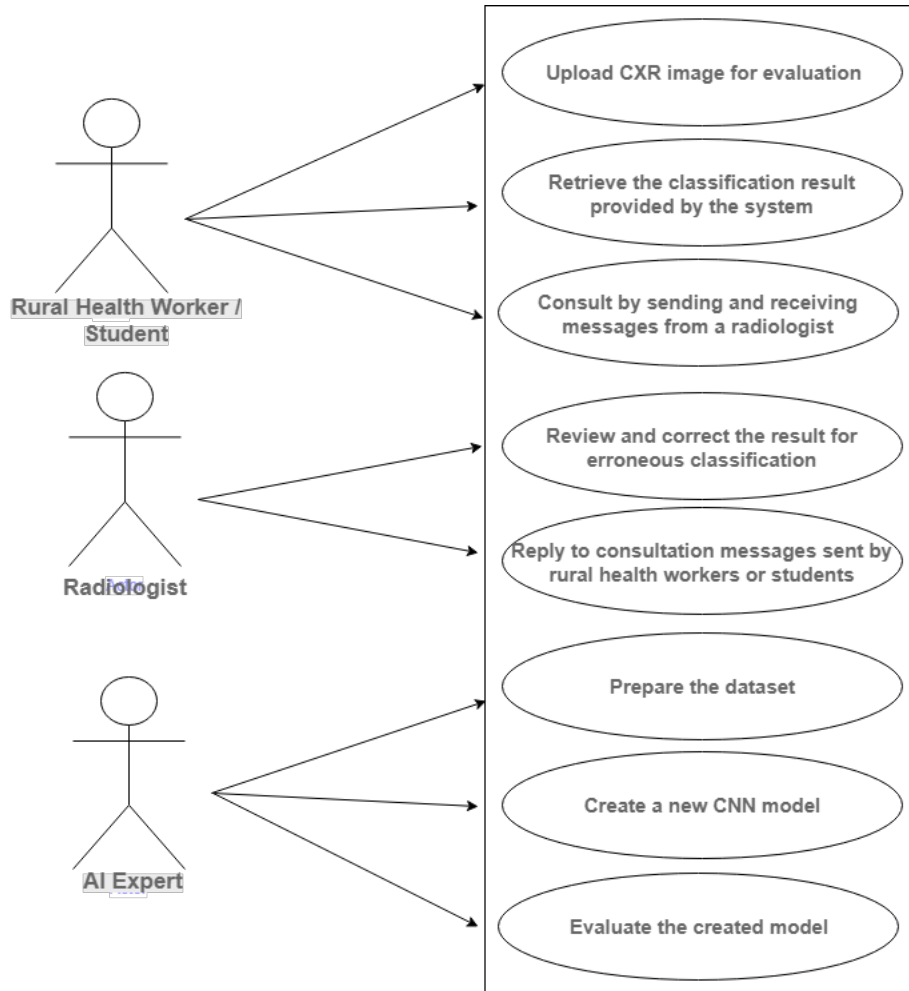 Upload CXR image for evaluation
Retrieve the classification result
provided by the system
Consult by sending and receiving
messages from a radiologist
Rural Health Worker /
Student
Review and correct the result for
erroneous classification
Reply to consultation messages sent by
rural health workers or students
Radiologist
Prepare the dataset
Create a new CNN model
Evaluate the created model
AI Expert